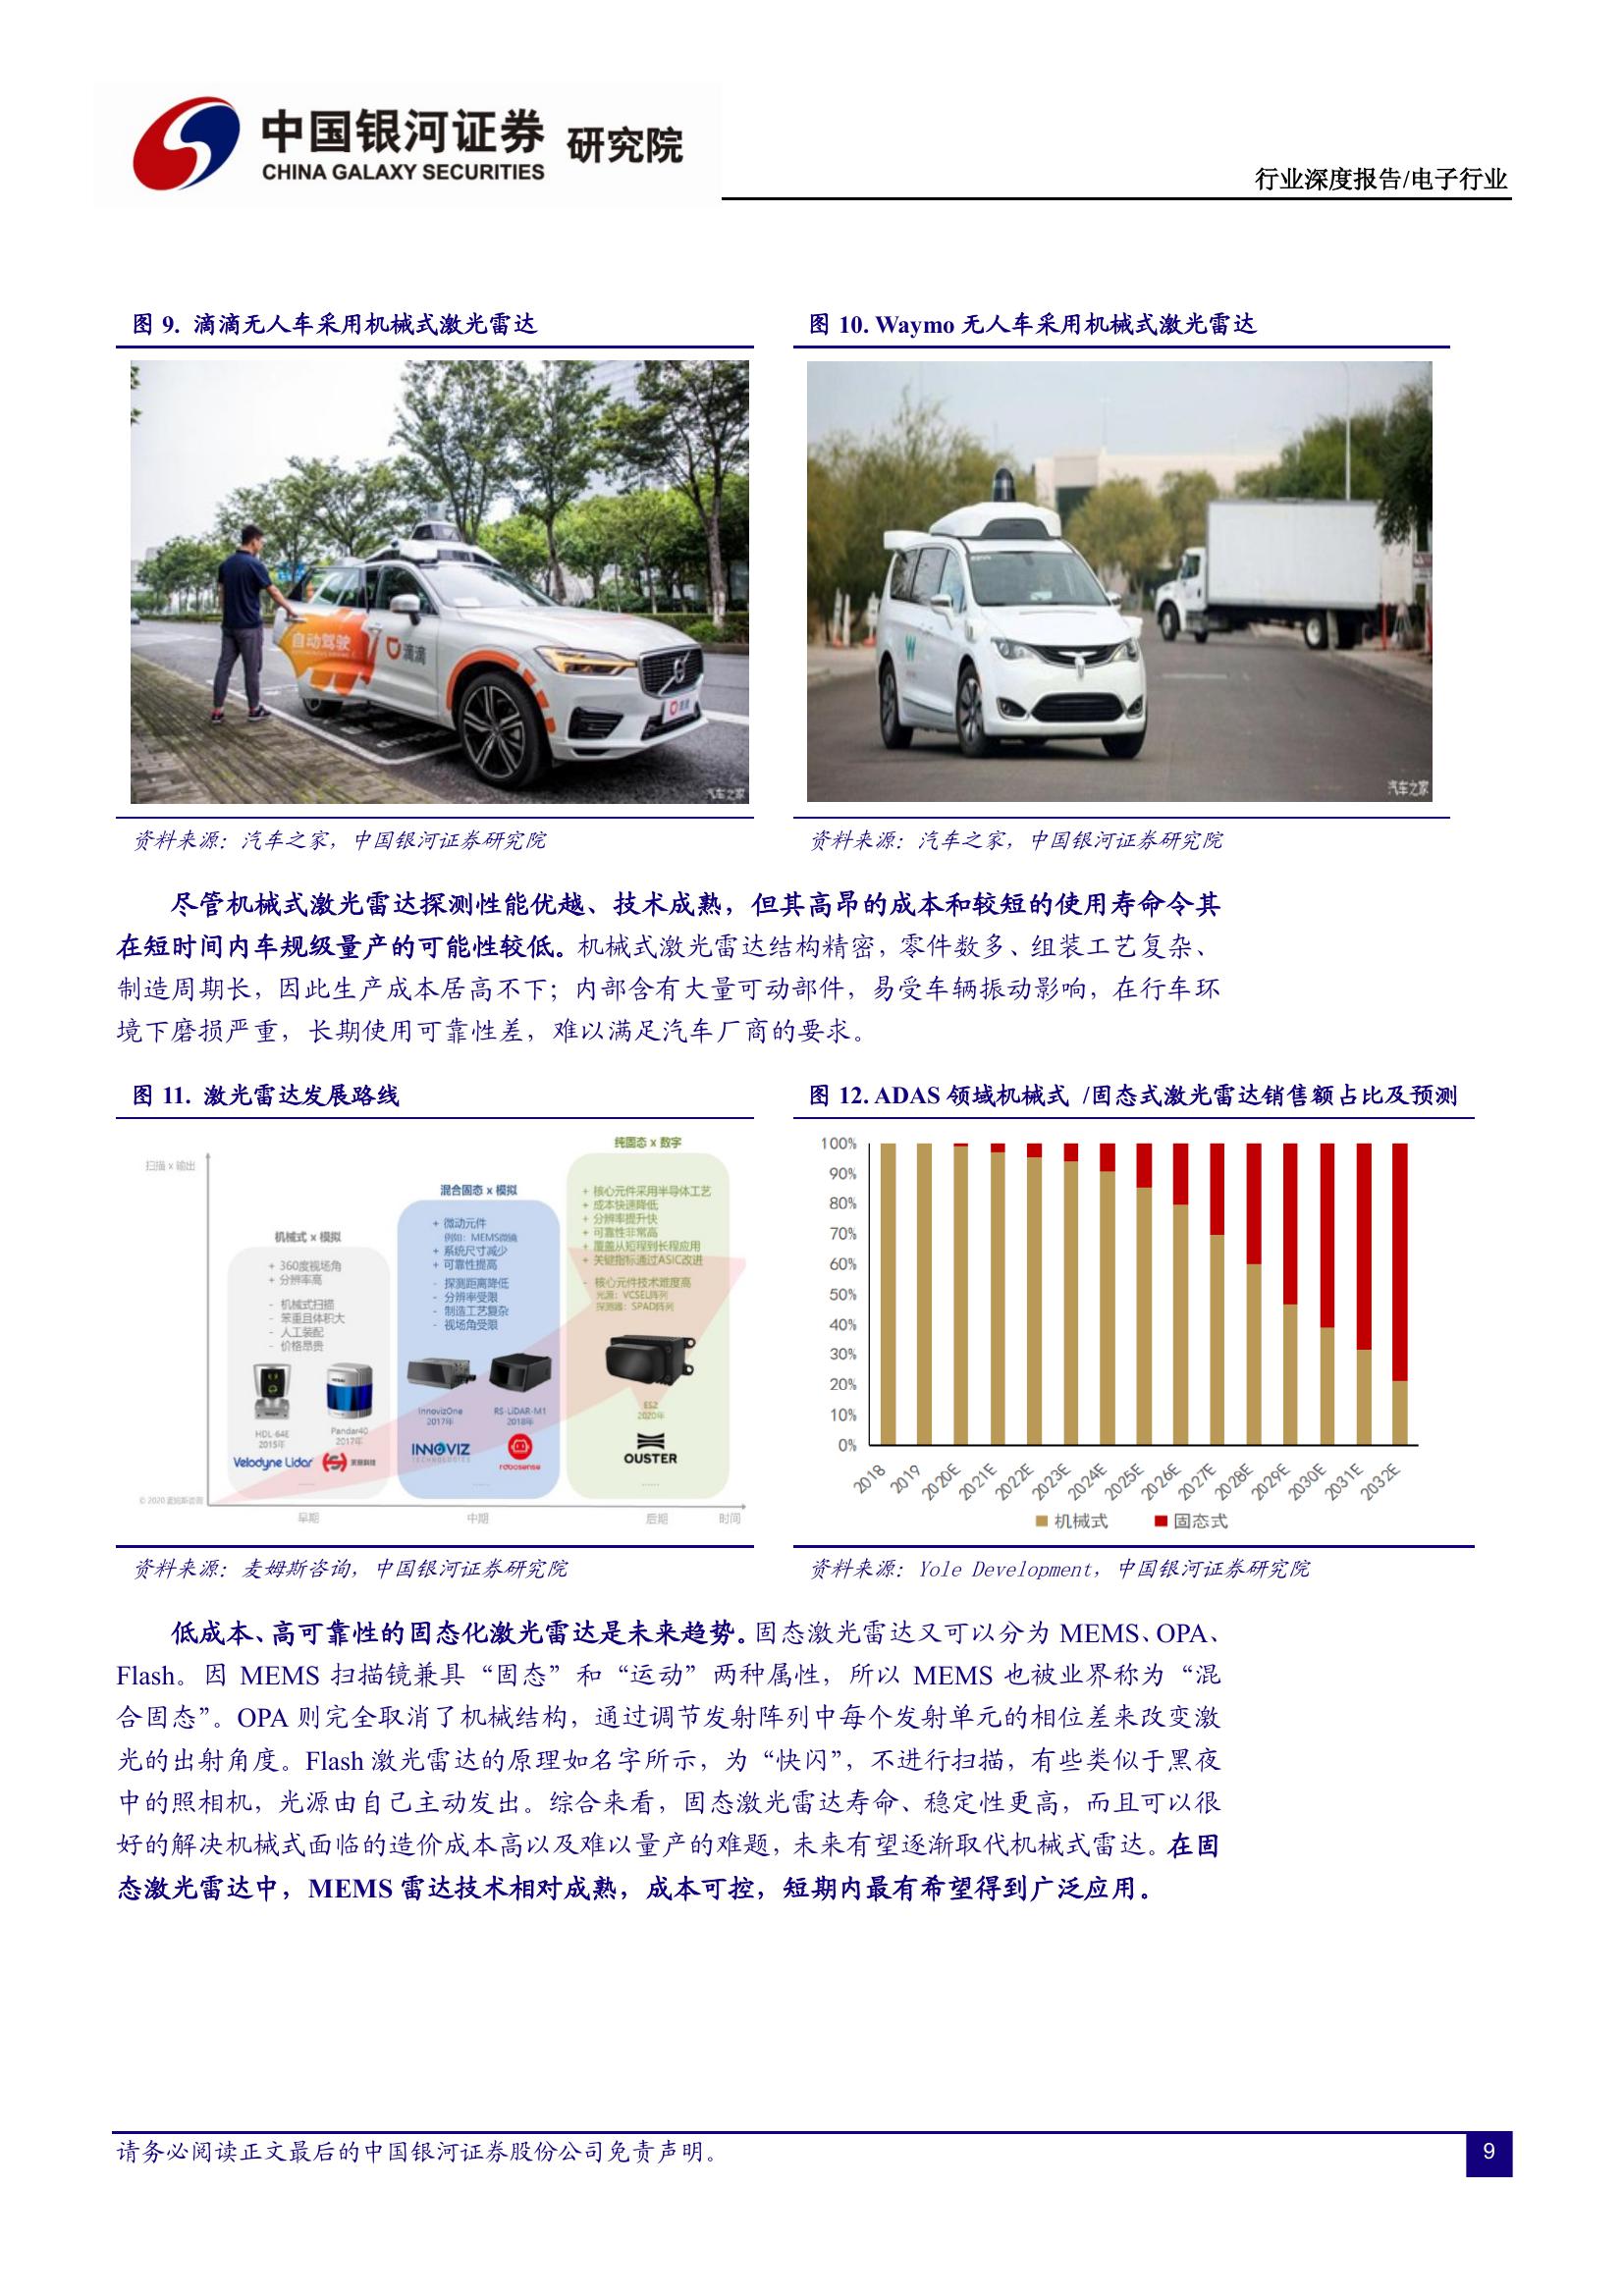 中国银河证券 研究院
CHINA GALAXY SECURITIES
行业深度报告/电子行业
图 9. 滴滴无人车采用机械式激光雷达
图 10. Waymo 无人车采用机械式激光雷达
自动驾驶
滴滴
汽车之家
W
汽车之家
资料来源：汽车之家，中国银河证券研究院
资料来源：汽车之家，中国银河证券研究院
尽管机械式激光雷达探测性能优越、技术成熟，但其高昂的成本和较短的使用寿命令其
在短时间内车规级量产的可能性较低。机械式激光雷达结构精密，零件数多、组装工艺复杂、
制造周期长，因此生产成本居高不下；内部含有大量可动部件，易受车辆振动影响，在行车环
境下磨损严重，长期使用可靠性差，难以满足汽车厂商的要求。
图 11. 激光雷达发展路线
扫描 x 输出
机械式 x 模拟
+ 360度视场角
+ 分辨率高
- 机械式扫描
- 笨重且体积大
- 人工装配
- 价格昂贵
HDL-64E
2015年
Velodyne Lidar
Pandar40
2017年
禾赛科技
......
混合固态 x 模拟
+ 微动元件
例如：MEMS微镜
+ 系统尺寸减少
+ 可靠性提高
- 探测距离降低
- 分辨率受限
- 制造工艺复杂
- 视场角受限
InnovizOne
2017年
INNOVIZ
TECHNOLOGIES
RS-LiDAR-M1
2018年
robosense
......
纯固态 x 数字
+ 核心元件采用半导体工艺
+ 成本快速降低
+ 分辨率提升快
+ 可靠性非常高
+ 覆盖从短程到长程应用
+ 关键指标通过ASIC改进
- 核心元件技术难度高
光源：VCSEL阵列
探测器：SPAD阵列
ES2
2020年
OUSTER
......
© 2020 麦姆斯咨询
早期
中期
后期
时间
图 12. ADAS 领域机械式 /固态式激光雷达销售额占比及预测
100%
90%
80%
70%
60%
50%
40%
30%
20%
10%
0%
2018
2019
2020E
2021E
2022E
2023E
2024E
2025E
2026E
2027E
2028E
2029E
2030E
2031E
2032E
机械式
固态式
资料来源：麦姆斯咨询，中国银河证券研究院
资料来源：Yole Development，中国银河证券研究院
低成本、高可靠性的固态化激光雷达是未来趋势。固态激光雷达又可以分为 MEMS、OPA、
Flash。因 MEMS 扫描镜兼具“固态”和“运动”两种属性，所以 MEMS 也被业界称为“混
合固态”。OPA 则完全取消了机械结构，通过调节发射阵列中每个发射单元的相位差来改变激
光的出射角度。Flash 激光雷达的原理如名字所示，为“快闪”，不进行扫描，有些类似于黑夜
中的照相机，光源由自己主动发出。综合来看，固态激光雷达寿命、稳定性更高，而且可以很
好的解决机械式面临的造价成本高以及难以量产的难题，未来有望逐渐取代机械式雷达。在固
态激光雷达中，MEMS 雷达技术相对成熟，成本可控，短期内最有希望得到广泛应用。
请务必阅读正文最后的中国银河证券股份公司免责声明。
9